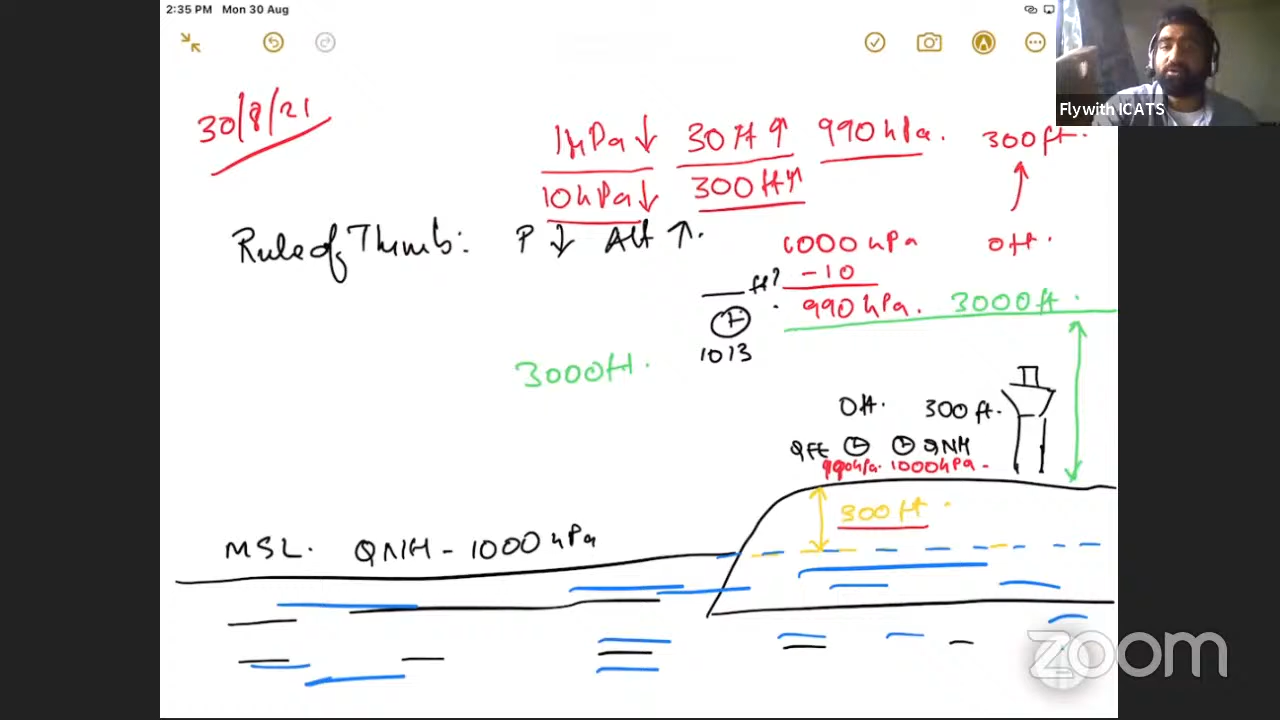 2:35 PM Mon 30 Aug
Flywith ICATS
30/8/21
1hPa↓ 30ft↑ 990hPa. 300ft.
10hPa↓ 300ft↑
Rule of Thumb: P↓ Alt↑.
1000hPa 0ft.
-10
ft? 990hPa. 3000ft.
1013
3000ft.
0ft. 300ft.
QFE QNH
990hPa. 1000hPa-
300ft
MSL. QNH-1000hPa
zoom